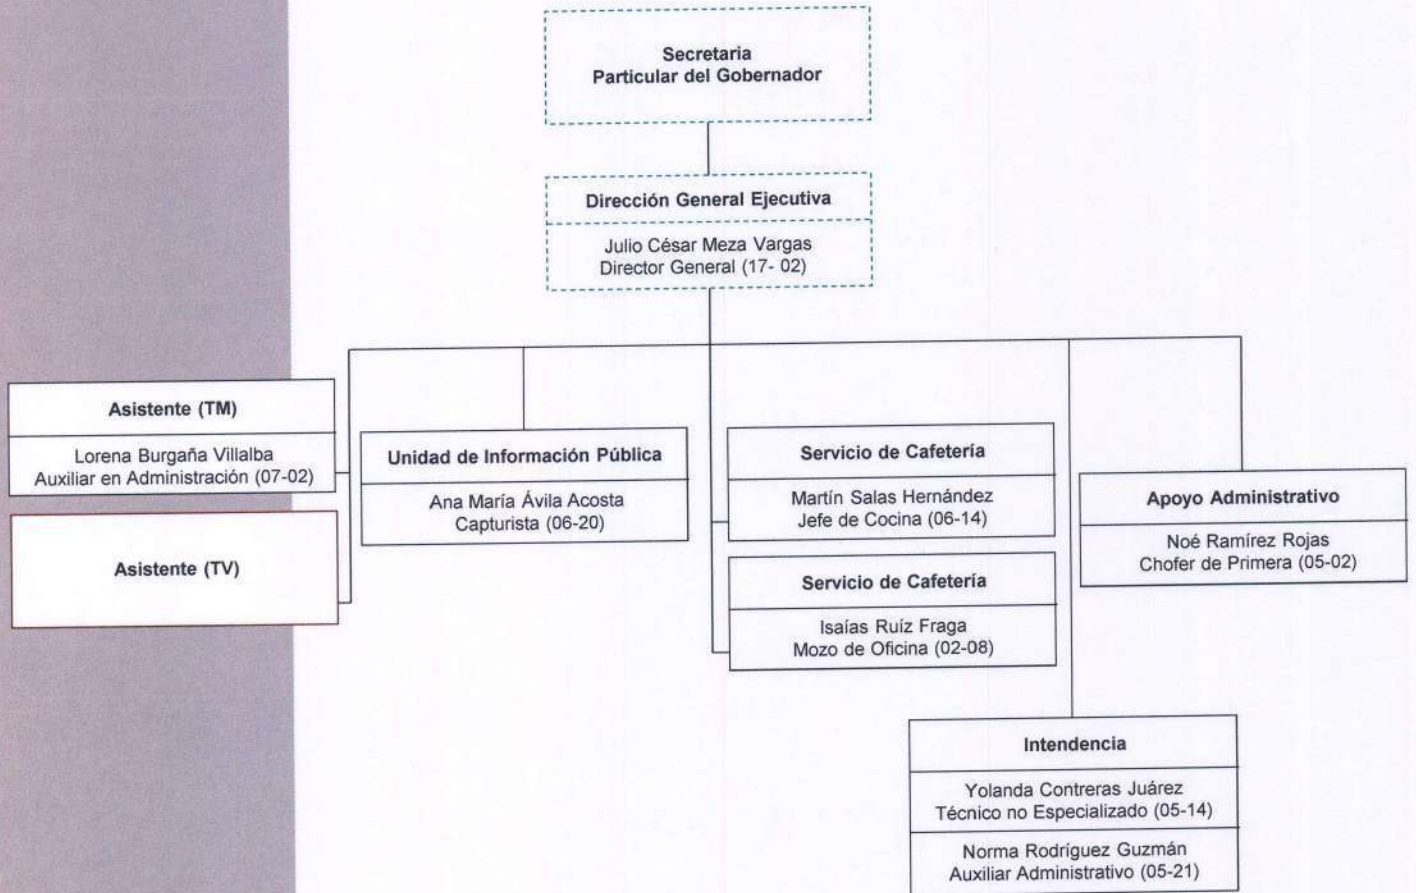 Secretaria
Particular del Gobernador
Dirección General Ejecutiva
Julio César Meza Vargas
Director General (17- 02)
Asistente (TM)
Lorena Burgaña Villalba
Auxiliar en Administración (07-02)
Asistente (TV)
Unidad de Información Pública
Ana María Ávila Acosta
Capturista (06-20)
Servicio de Cafetería
Martín Salas Hernández
Jefe de Cocina (06-14)
Servicio de Cafetería
Isaías Ruíz Fraga
Mozo de Oficina (02-08)
Apoyo Administrativo
Noé Ramírez Rojas
Chofer de Primera (05-02)
Intendencia
Yolanda Contreras Juárez
Técnico no Especializado (05-14)
Norma Rodríguez Guzmán
Auxiliar Administrativo (05-21)